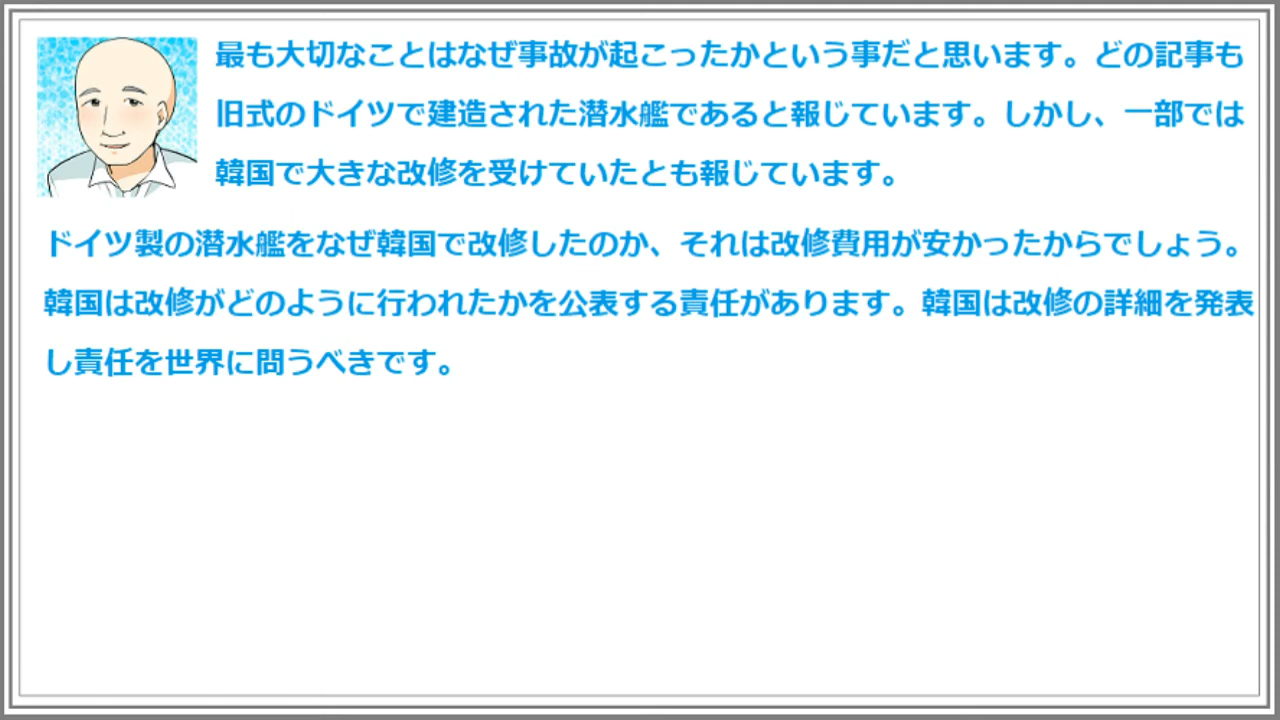 最も大切なことはなぜ事故が起こったかという事だと思います。どの記事も
旧式のドイツで建造された潜水艦であると報じています。しかし、一部では
韓国で大きな改修を受けていたとも報じています。
ドイツ製の潜水艦をなぜ韓国で改修したのか、それは改修費用が安かったからでしょう。
韓国は改修がどのように行われたかを公表する責任があります。韓国は改修の詳細を発表
し責任を世界に問うべきです。